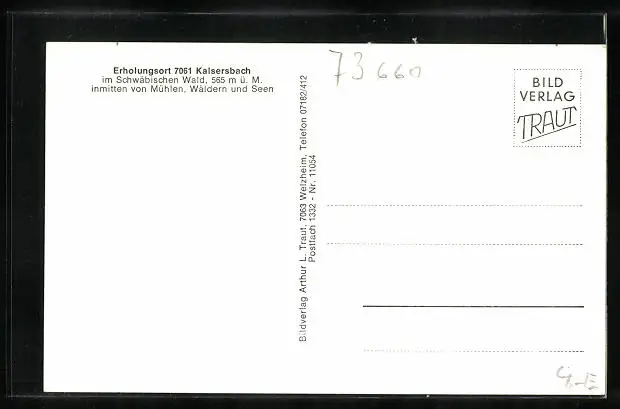 Erholungsort 7061 Kaisersbach
im Schwäbischen Wald, 565 m ü. M.
inmitten von Mühlen, Wäldern und Seen
Bildverlag Arthur L. Traut, 7063 Welzheim, Telefon 07182/412
Postfach 1332 - Nr. 11054
73660
BILD
VERLAG
TRAUT